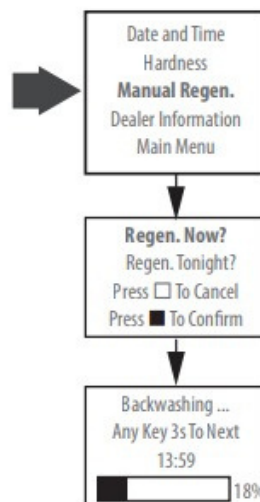 Date and Time
Hardness
Manual Regen.
Dealer Information
Main Menu
Regen. Now?
Regen. Tonight?
Press □ To Cancel
Press ■ To Confirm
Backwashing ...
Any Key 3s To Next
13:59
18%